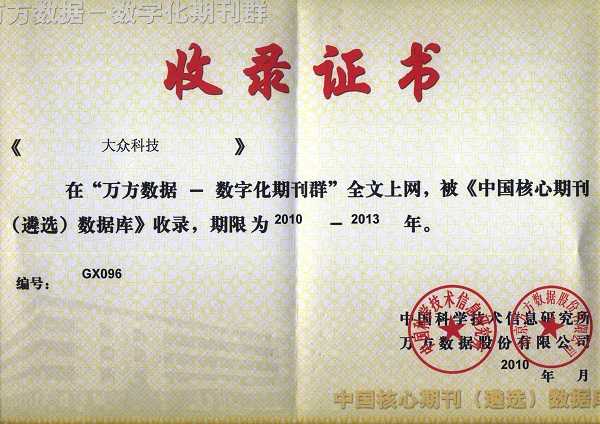 万方数据－数字化期刊群
收录证书
《 大众科技 》
在“万方数据 － 数字化期刊群”全文上网，被《中国核心期刊
（遴选）数据库》收录，期限为 2010 － 2013 年。
编号： GX096
中国科学技术信息研究所
万方数据股份有限公司
2010 年 月
中国核心期刊（遴选）数据库